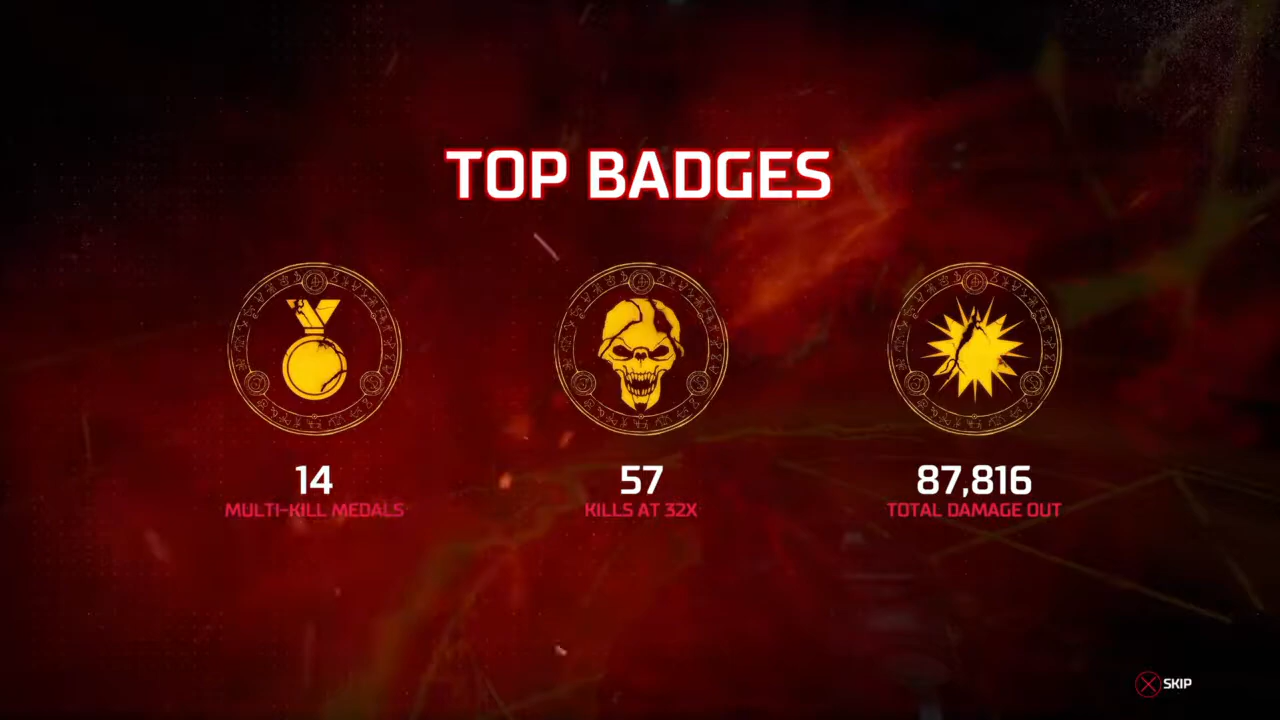 TOP BADGES
14
MULTI-KILL MEDALS
57
KILLS AT 32X
87,816
TOTAL DAMAGE OUT
SKIP